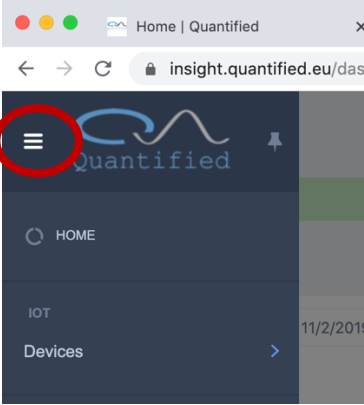 Home | Quantified
insight.quantified.eu/das
Quantified
HOME
IOT
Devices
11/2/2019